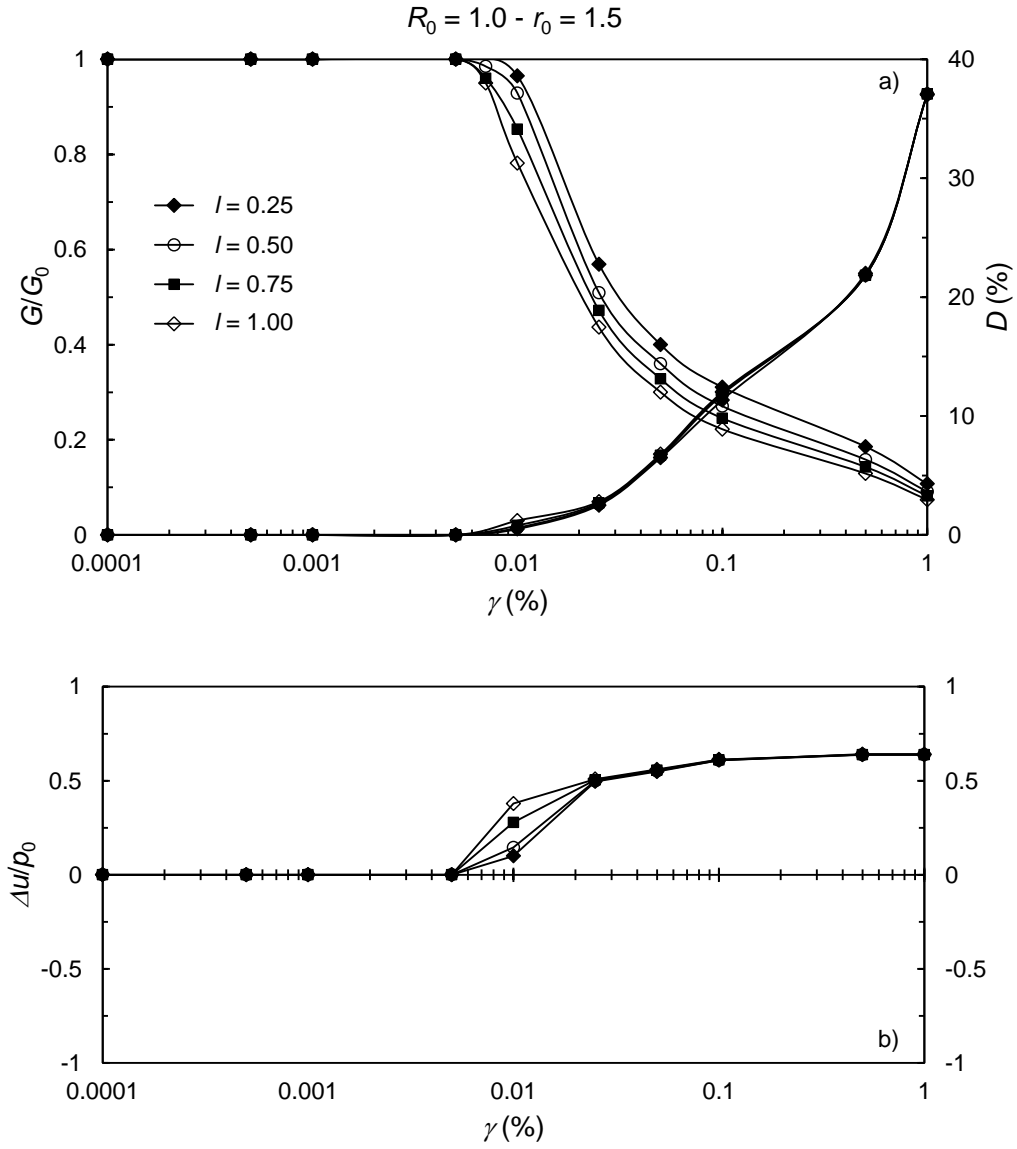 R0 = 1.0 - r0 = 1.5
a)
1
0.8
0.6
0.4
0.2
0
G/G0
40
30
20
10
0
D (%)
l = 0.25
l = 0.50
l = 0.75
l = 1.00
0.0001 0.001 0.01 0.1 1
γ (%)
1
0.5
0
-0.5
-1
Δu/p0
1
0.5
0
-0.5
-1
b)
0.0001 0.001 0.01 0.1 1
γ (%)